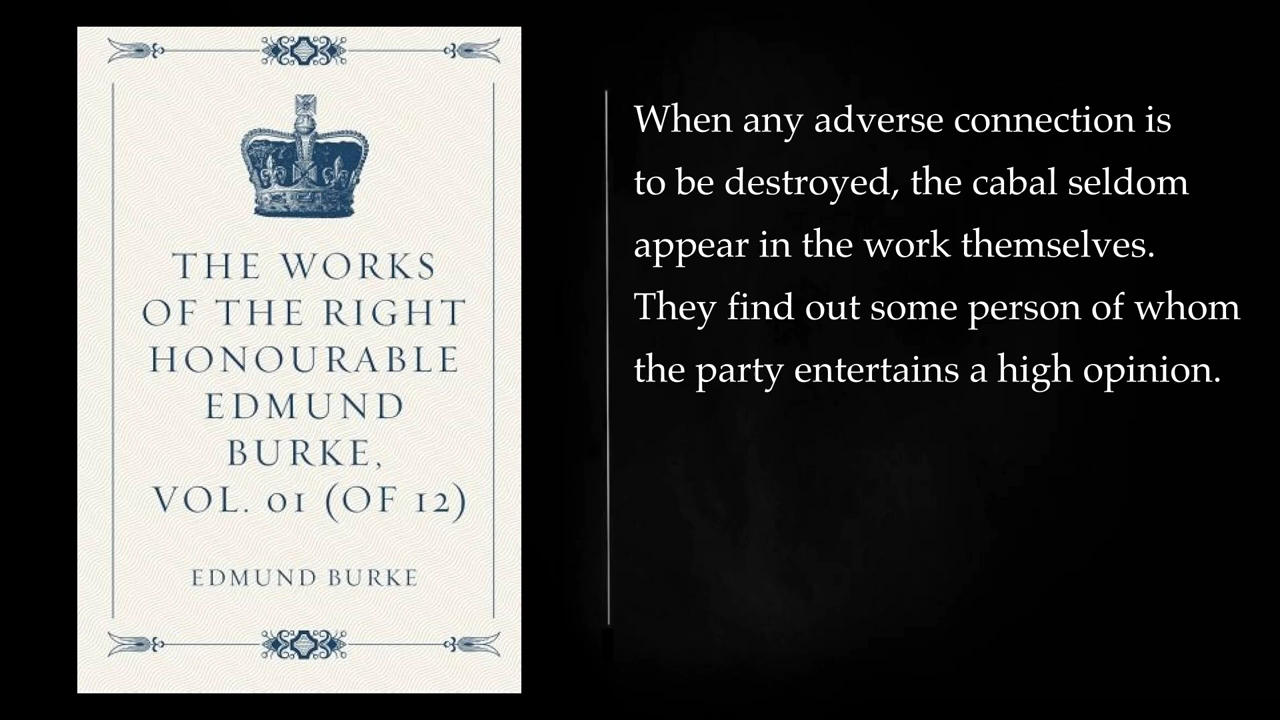 THE WORKS
OF THE RIGHT
HONOURABLE
EDMUND
BURKE,
VOL. 01 (OF 12)
EDMUND BURKE
When any adverse connection is
to be destroyed, the cabal seldom
appear in the work themselves.
They find out some person of whom
the party entertains a high opinion.